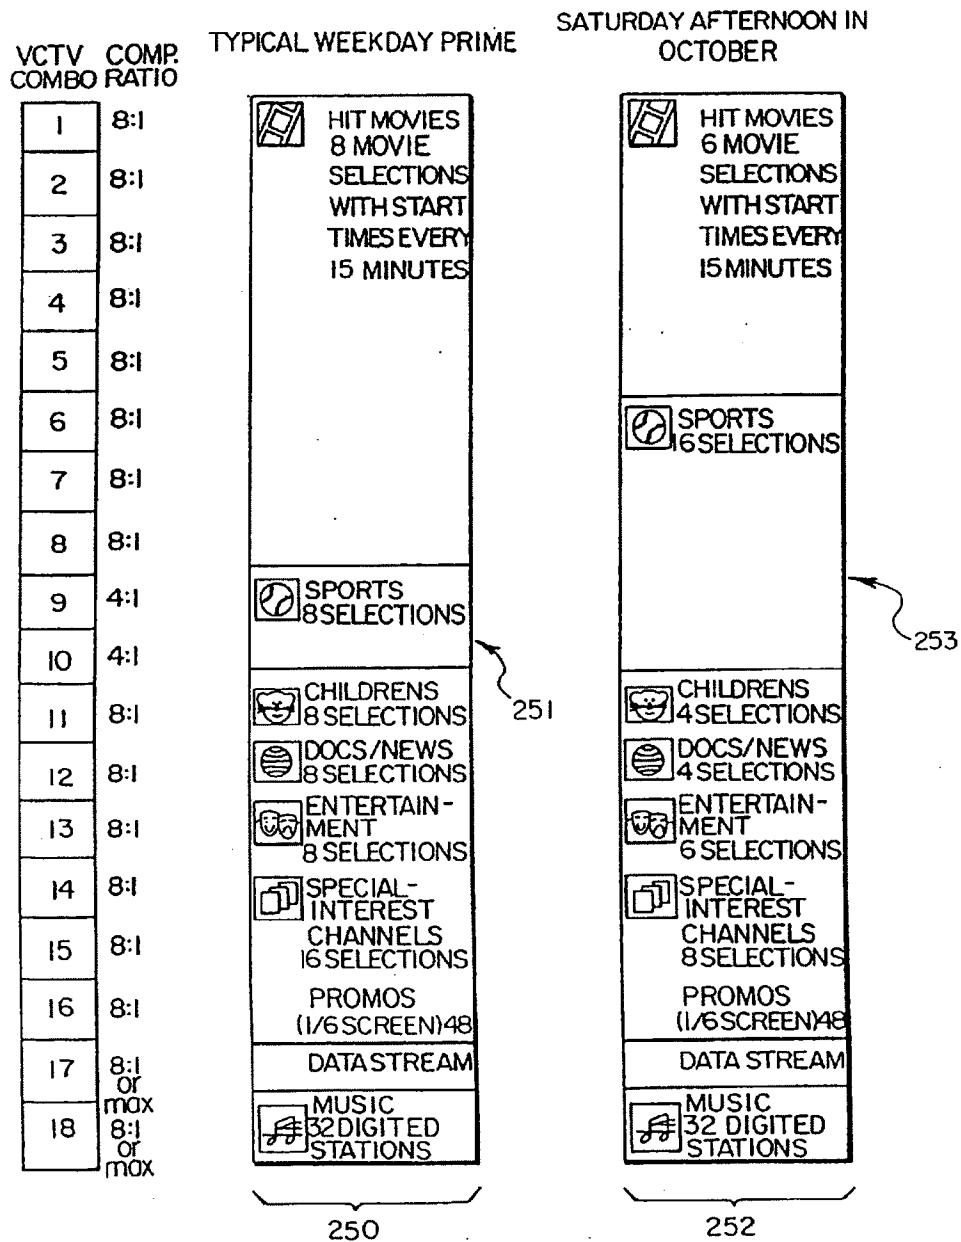 VCTV COMBO
COMP. RATIO
TYPICAL WEEKDAY PRIME
SATURDAY AFTERNOON IN
OCTOBER
1 8:1
2 8:1
3 8:1
4 8:1
5 8:1
6 8:1
7 8:1
8 8:1
9 4:1
10 4:1
11 8:1
12 8:1
13 8:1
14 8:1
15 8:1
16 8:1
17 8:1
or
max
18 8:1
or
max
HIT MOVIES
8 MOVIE
SELECTIONS
WITH START
TIMES EVERY
15 MINUTES
SPORTS
8 SELECTIONS
251
CHILDRENS
8 SELECTIONS
DOCS/NEWS
8 SELECTIONS
ENTERTAIN-
MENT
8 SELECTIONS
SPECIAL-
INTEREST
CHANNELS
16 SELECTIONS
PROMOS
(1/6 SCREEN) 48
DATA STREAM
MUSIC
32 DIGITED
STATIONS
250
HIT MOVIES
6 MOVIE
SELECTIONS
WITH START
TIMES EVERY
15 MINUTES
SPORTS
16 SELECTIONS
253
CHILDRENS
4 SELECTIONS
DOCS/NEWS
4 SELECTIONS
ENTERTAIN-
MENT
6 SELECTIONS
SPECIAL-
INTEREST
CHANNELS
8 SELECTIONS
PROMOS
(1/6 SCREEN) 48
DATA STREAM
MUSIC
32 DIGITED
STATIONS
252